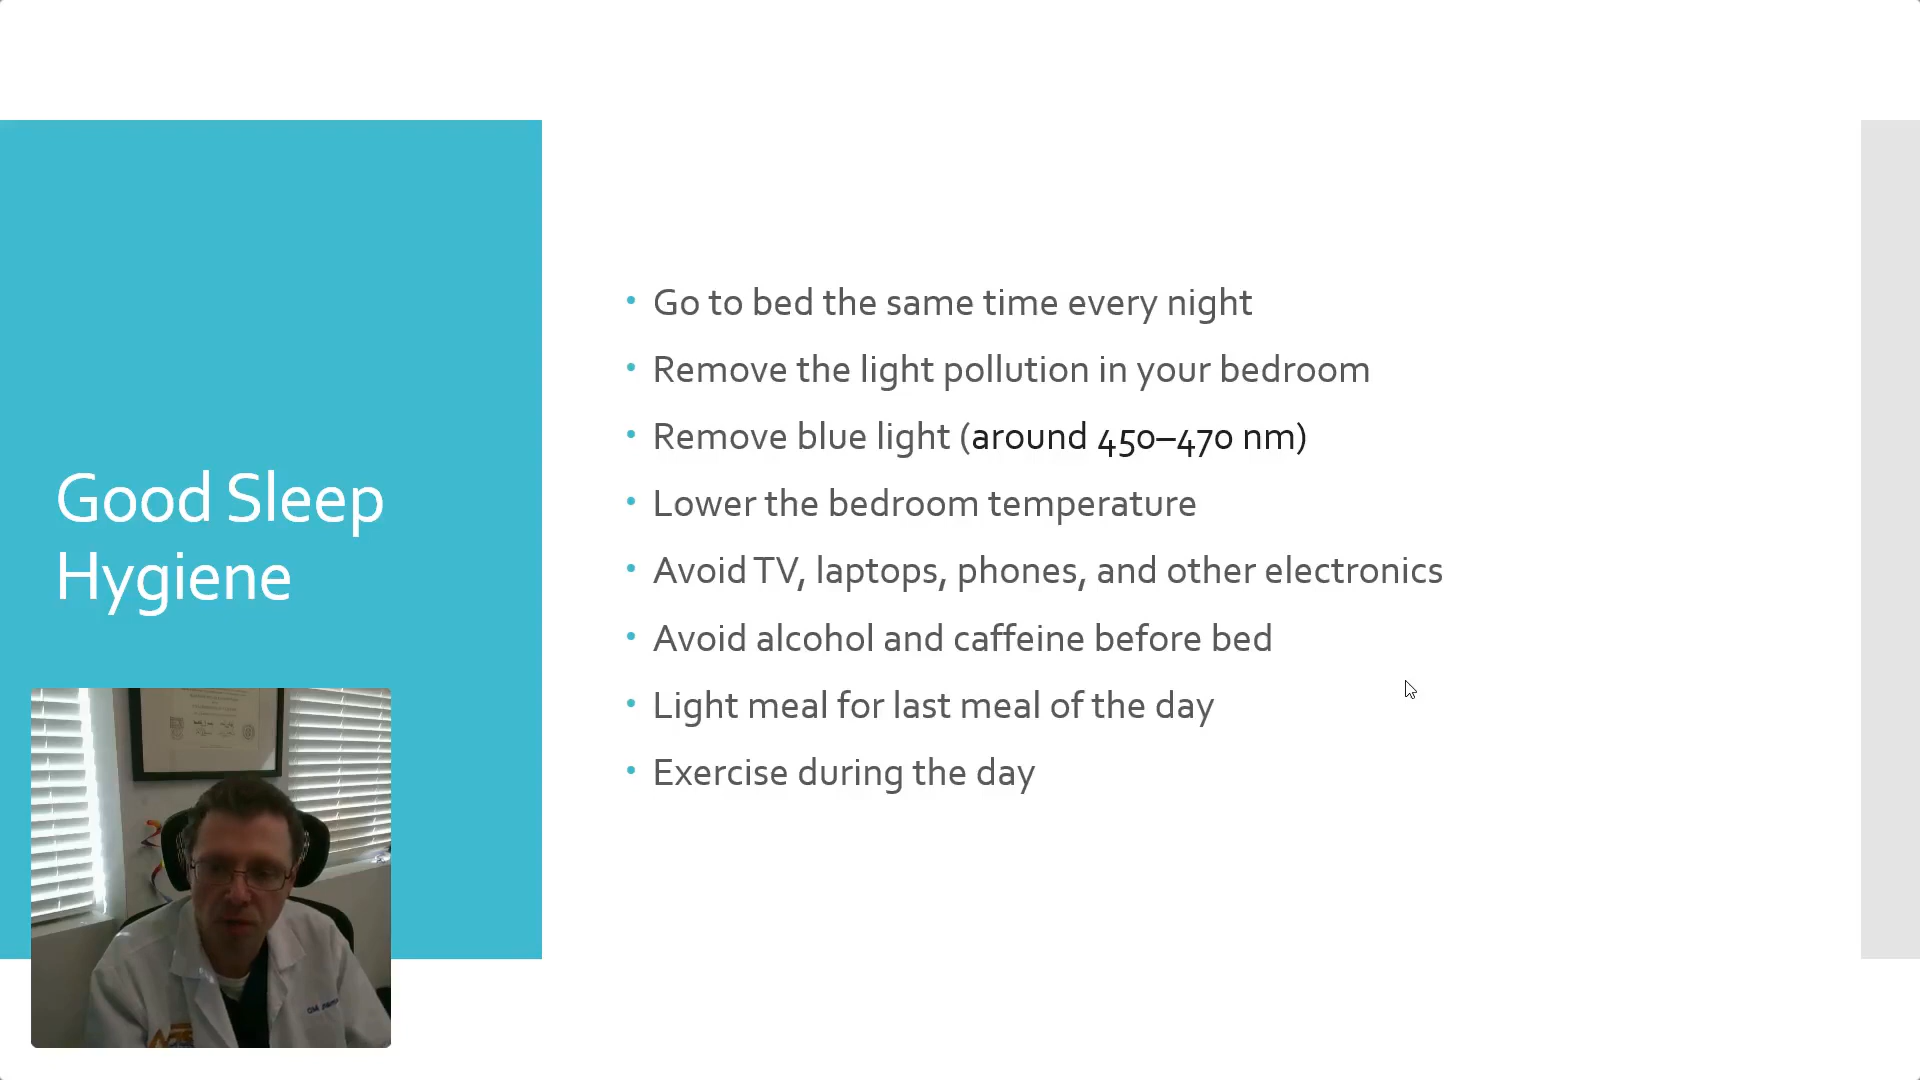 Good Sleep
Hygiene
• Go to bed the same time every night
• Remove the light pollution in your bedroom
• Remove blue light (around 450–470 nm)
• Lower the bedroom temperature
• Avoid TV, laptops, phones, and other electronics
• Avoid alcohol and caffeine before bed
• Light meal for last meal of the day
• Exercise during the day